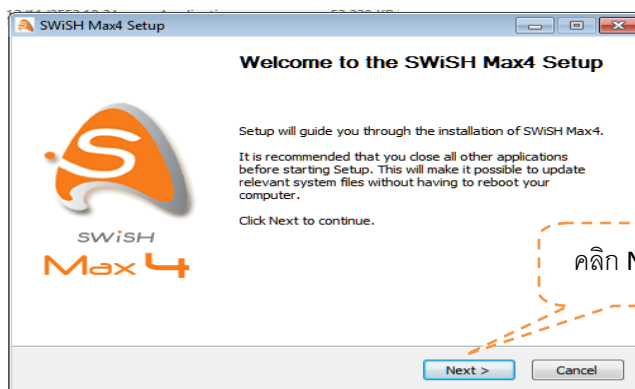 SWiSH Max4 Setup
Welcome to the SWiSH Max4 Setup
Setup will guide you through the installation of SWiSH Max4.
It is recommended that you close all other applications
before starting Setup. This will make it possible to update
relevant system files without having to reboot your
computer.
Click Next to continue.
SWiSH
Max 4
คลิก N
Next >
Cancel